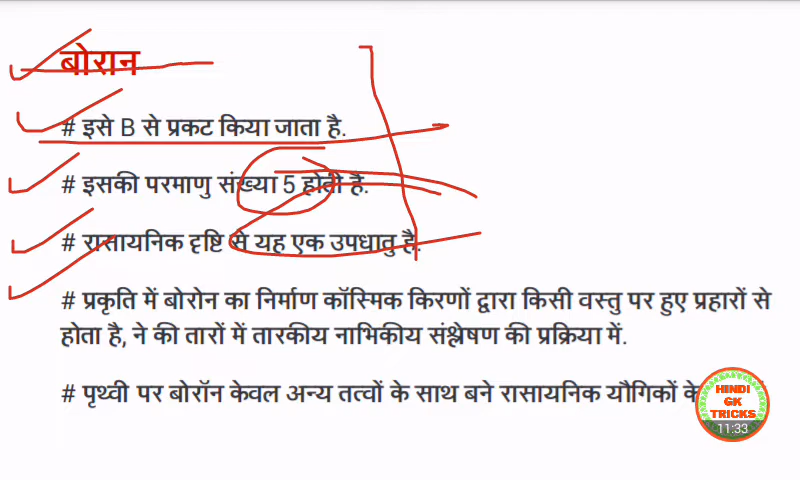 बोरान
# इसे B से प्रकट किया जाता है.
# इसकी परमाणु संख्या 5 होती है.
# रासायनिक दृष्टि से यह एक उपधातु है.
# प्रकृति में बोरोन का निर्माण कॉस्मिक किरणों द्वारा किसी वस्तु पर हुए प्रहारों से
होता है, ने की तारों में तारकीय नाभिकीय संश्लेषण की प्रक्रिया में.
# पृथ्वी पर बोरॉन केवल अन्य तत्वों के साथ बने रासायनिक यौगिकों के
HINDI
GK
TRICKS
11:33